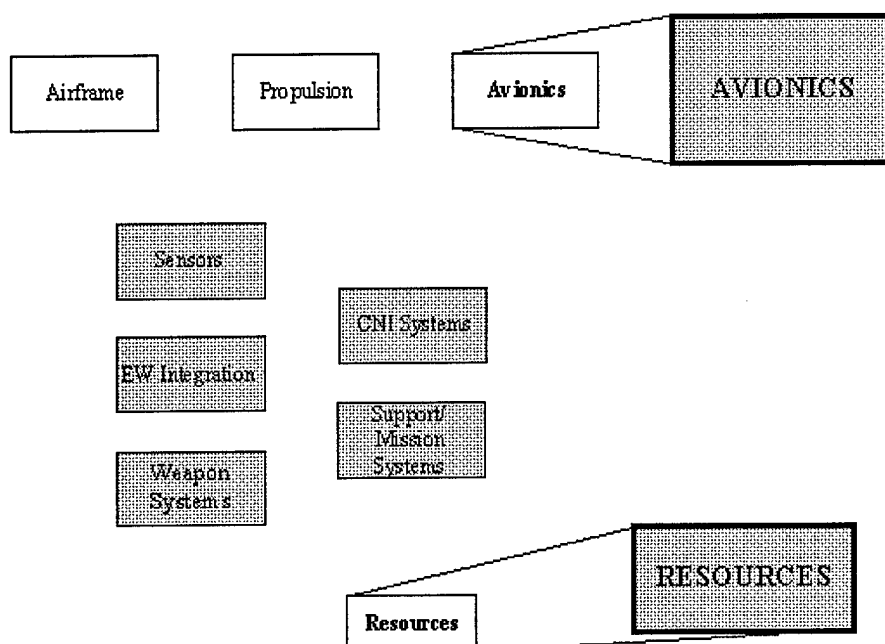 Airframe
Propulsion
Avionics
AVIONICS
Sensors
CNI Systems
EW Integration
Support/
Mission
Systems
Weapon
Systems
RESOURCES
Resources